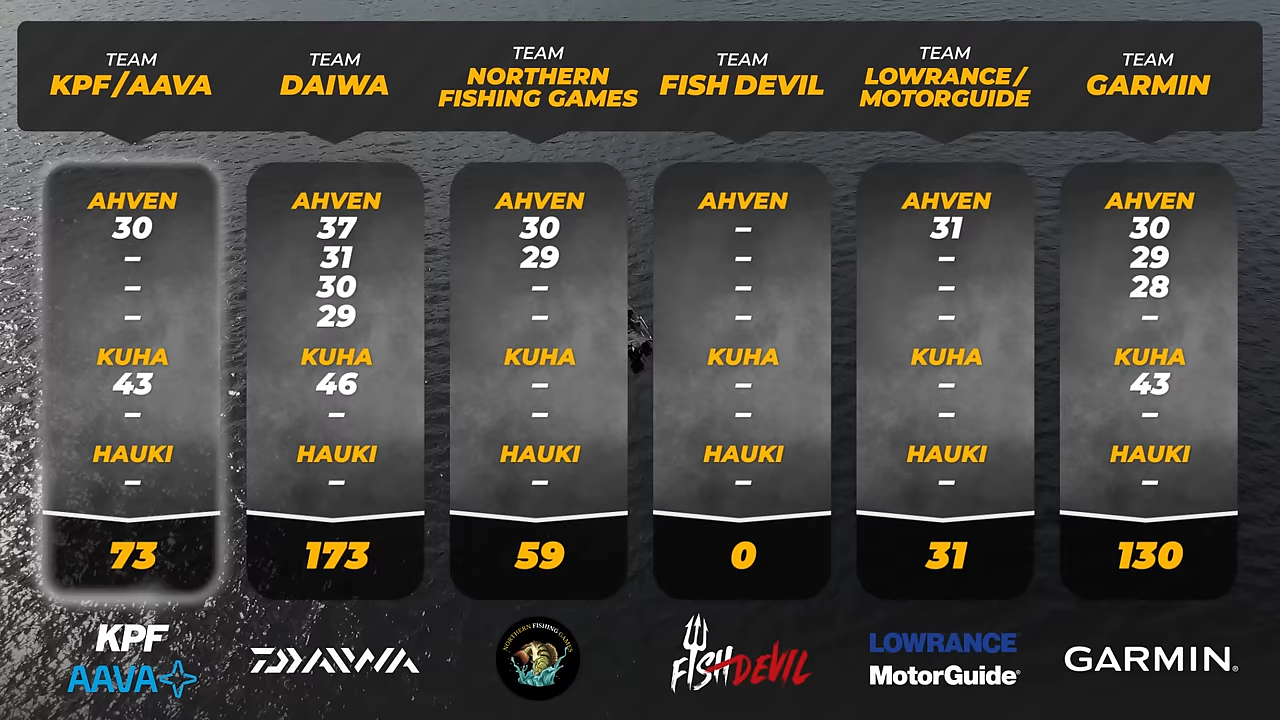 TEAM
KPF/AAVA
TEAM
DAIWA
TEAM
NORTHERN
FISHING GAMES
TEAM
FISH DEVIL
TEAM
LOWRANCE/
MOTORGUIDE
TEAM
GARMIN
AHVEN
30
–
–
–
KUHA
43
–
HAUKI
–
73
AHVEN
37
31
30
29
KUHA
46
–
HAUKI
–
173
AHVEN
30
29
–
–
KUHA
–
–
HAUKI
–
59
AHVEN
–
–
–
–
KUHA
–
–
HAUKI
–
0
AHVEN
31
–
–
–
KUHA
–
–
HAUKI
–
31
AHVEN
30
29
28
–
KUHA
43
–
HAUKI
–
130
KPF
AAVA
DAIWA
NORTHERN FISHING GAMES
FISH DEVIL
LOWRANCE
MotorGuide®
GARMIN®